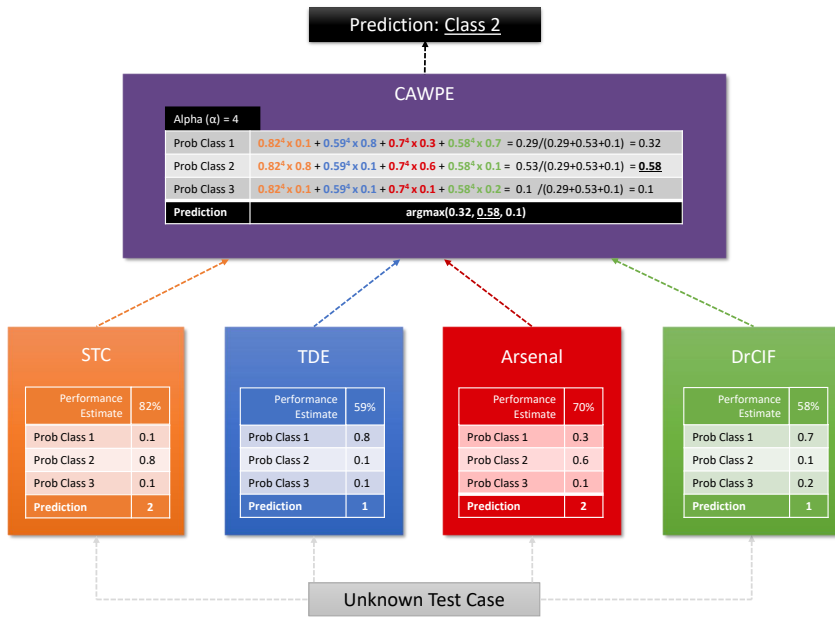 Prediction: Class 2
CAWPE
Alpha (α) = 4
Prob Class 1 0.82⁴ x 0.1 + 0.59⁴ x 0.8 + 0.7⁴ x 0.3 + 0.58⁴ x 0.7 = 0.29/(0.29+0.53+0.1) = 0.32
Prob Class 2 0.82⁴ x 0.8 + 0.59⁴ x 0.1 + 0.7⁴ x 0.6 + 0.58⁴ x 0.1 = 0.53/(0.29+0.53+0.1) = 0.58
Prob Class 3 0.82⁴ x 0.1 + 0.59⁴ x 0.1 + 0.7⁴ x 0.1 + 0.58⁴ x 0.2 = 0.1 /(0.29+0.53+0.1) = 0.1
Prediction argmax(0.32, 0.58, 0.1)
STC
Performance
Estimate 82%
Prob Class 1 0.1
Prob Class 2 0.8
Prob Class 3 0.1
Prediction 2
TDE
Performance
Estimate 59%
Prob Class 1 0.8
Prob Class 2 0.1
Prob Class 3 0.1
Prediction 1
Arsenal
Performance
Estimate 70%
Prob Class 1 0.3
Prob Class 2 0.6
Prob Class 3 0.1
Prediction 2
DrCIF
Performance
Estimate 58%
Prob Class 1 0.7
Prob Class 2 0.1
Prob Class 3 0.2
Prediction 1
Unknown Test Case